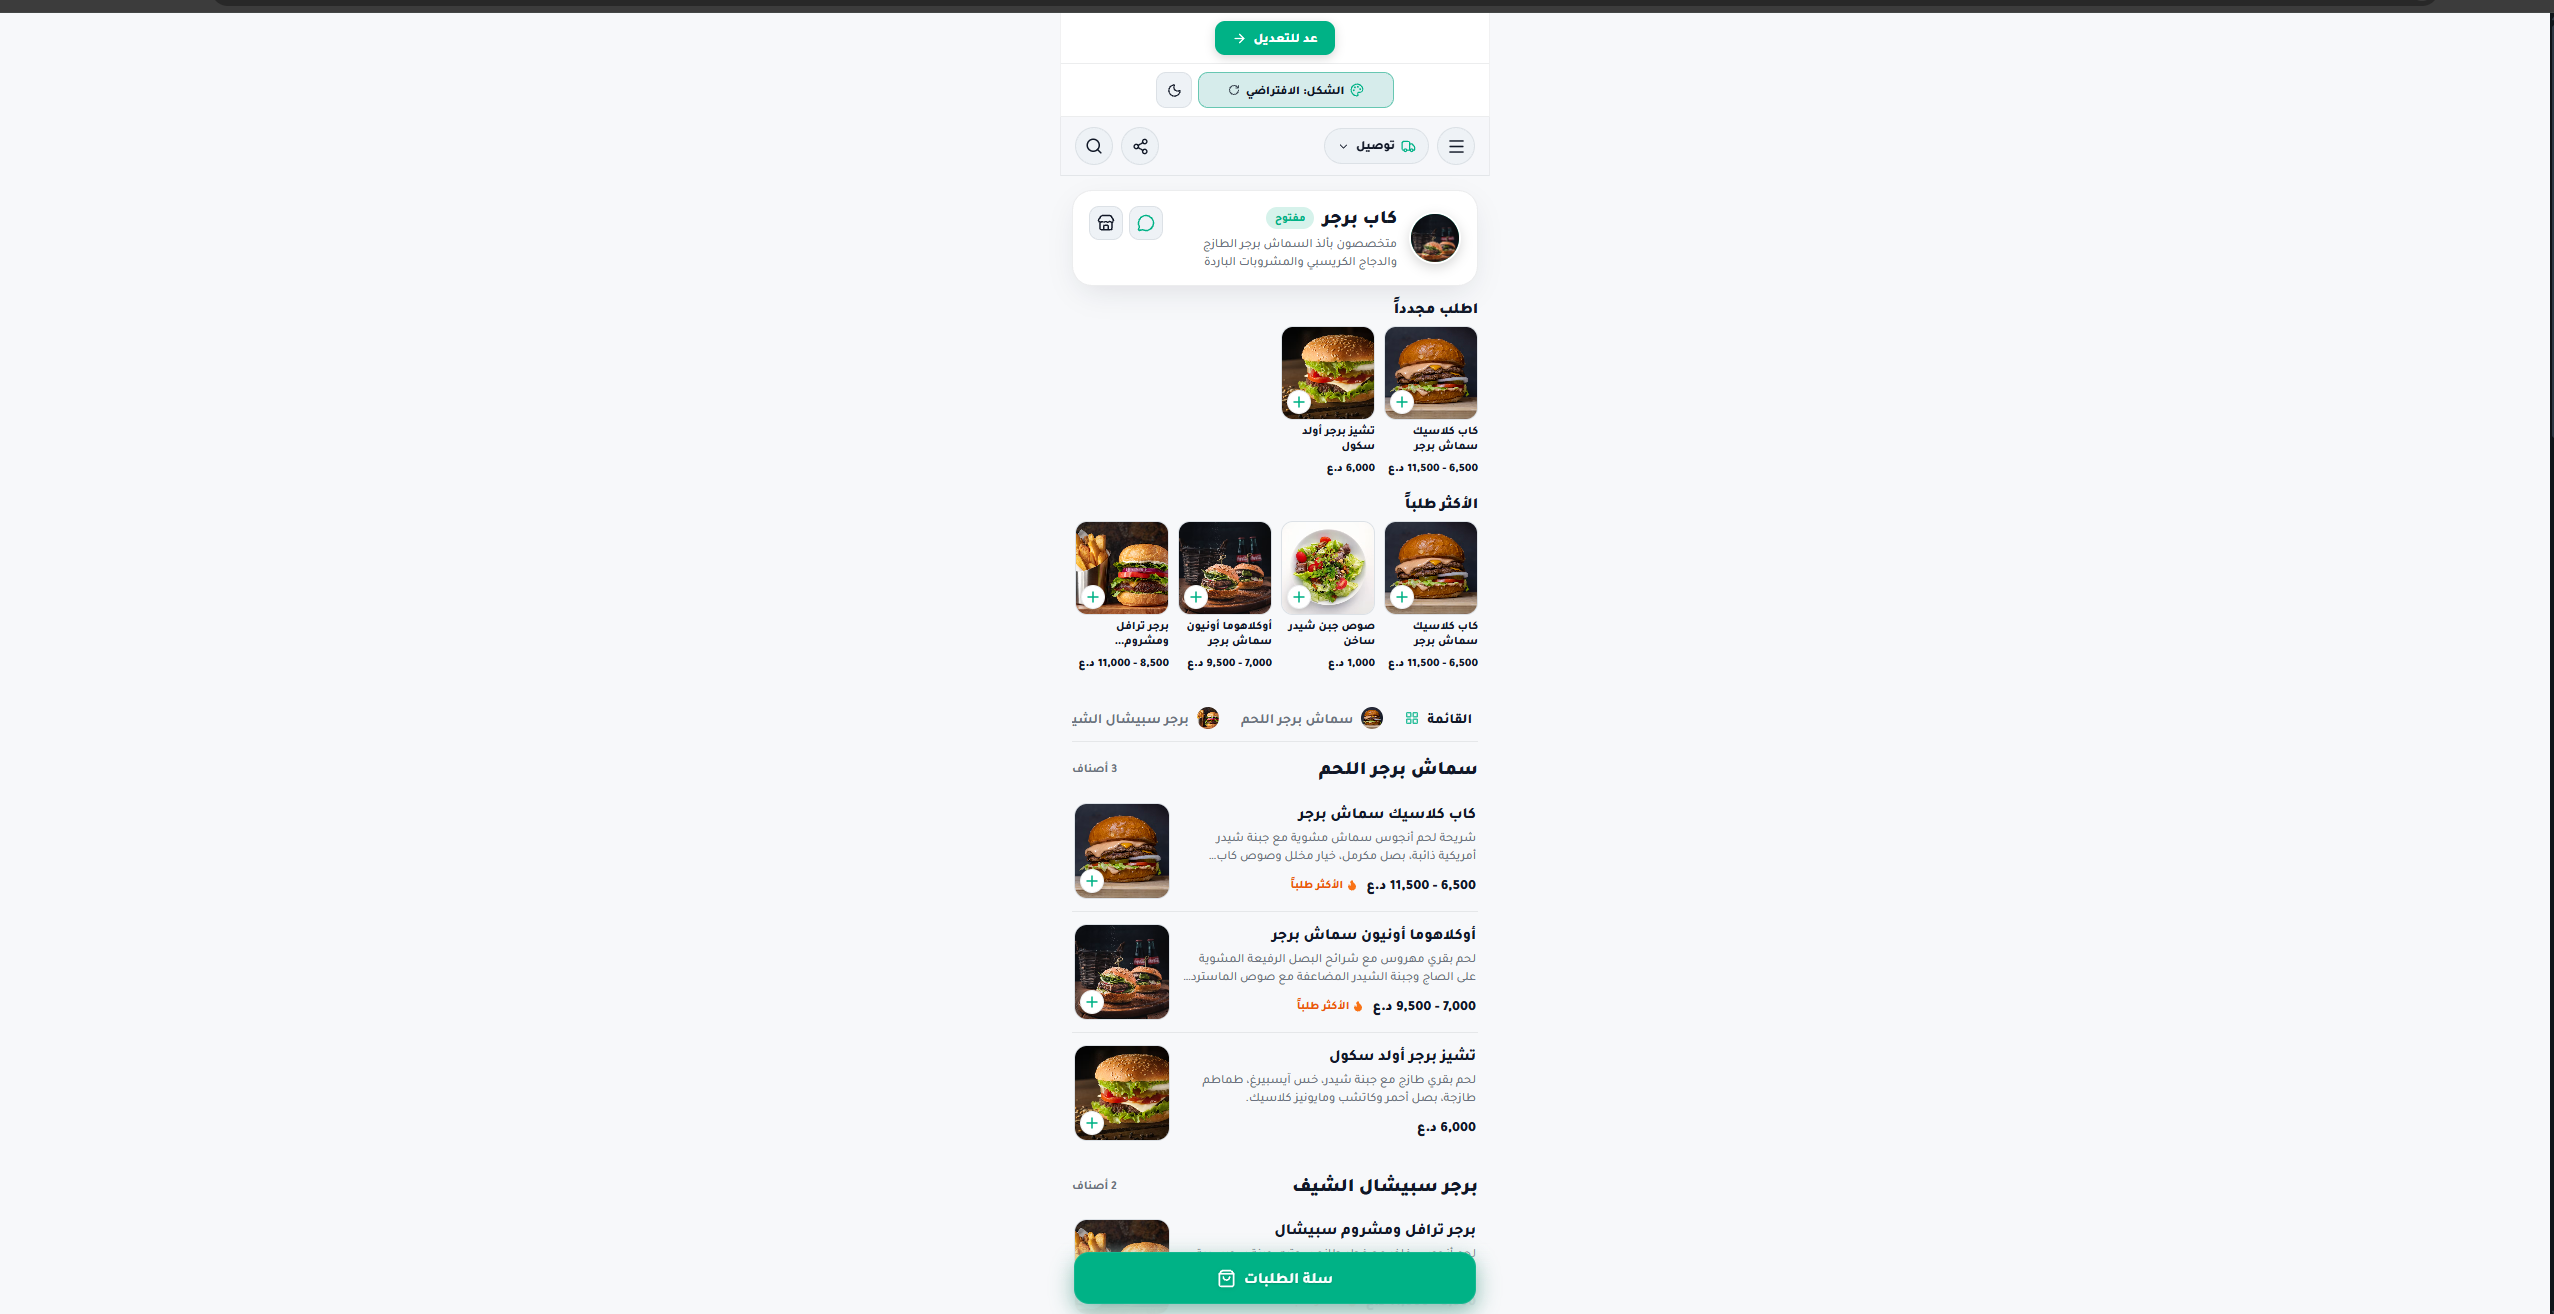 عد للتعديل
الشكل: الافتراضي
توصيل
كاب برجر
مفتوح
متخصصون بألذ السماش برجر الطازج
والدجاج الكريسبي والمشروبات الباردة
اطلب مجدداً
كاب كلاسيك
سماش برجر
6,500 - 11,500 د.ع
تشيز برجر أولد
سكول
6,000 د.ع
الأكثر طلباً
كاب كلاسيك
سماش برجر
6,500 - 11,500 د.ع
صوص جبن شيدر
ساخن
1,000 د.ع
أوكلاهوما أونيون
سماش برجر
7,000 - 9,500 د.ع
برجر ترافل
ومشروم...
8,500 - 11,000 د.ع
القائمة
سماش برجر اللحم
برجر سبيشال الشي
سماش برجر اللحم
3 أصناف
كاب كلاسيك سماش برجر
شريحة لحم أنجوس سماش مشوية مع جبنة شيدر
أمريكية ذائبة، بصل مكرمل، خيار مخلل وصوص كاب...
6,500 - 11,500 د.ع
الأكثر طلباً
أوكلاهوما أونيون سماش برجر
لحم بقري مهروس مع شرائح البصل الرفيعة المشوية
على الصاج وجبنة الشيدر المضاعفة مع صوص الماسترد...
7,000 - 9,500 د.ع
الأكثر طلباً
تشيز برجر أولد سكول
لحم بقري طازج مع جبنة شيدر، خس آيسبيرغ، طماطم
طازجة، بصل أحمر وكاتشب ومايونيز كلاسيك.
6,000 د.ع
برجر سبيشال الشيف
2 أصناف
برجر ترافل ومشروم سبيشال
سلة الطلبات